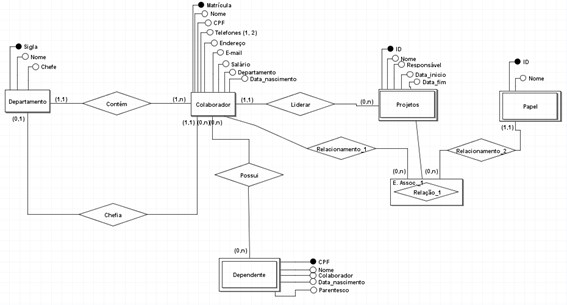 Matrícula
Nome
CPF
Telefones (1, 2)
Endereço
E-mail
Salário
Departamento
Data_nascimento
Sigla
Nome
Chefe
ID
Nome
Responsável
Data_inicio
Data_fim
ID
Nome
Departamento
(1,1)
Contém
(1,n)
Colaborador
(1,1)
Liderar
(0,n)
Projetos
Papel
(0,1)
(1,1)
(0,n)
(0,n)
(1,1)
Relacionamento_1
Relacionamento_2
Possui
(0,n)
(0,n)
E. Assoc._1
Relação_1
Chefia
(0,n)
Dependente
CPF
Nome
Colaborador
Data_nascimento
Parentesco